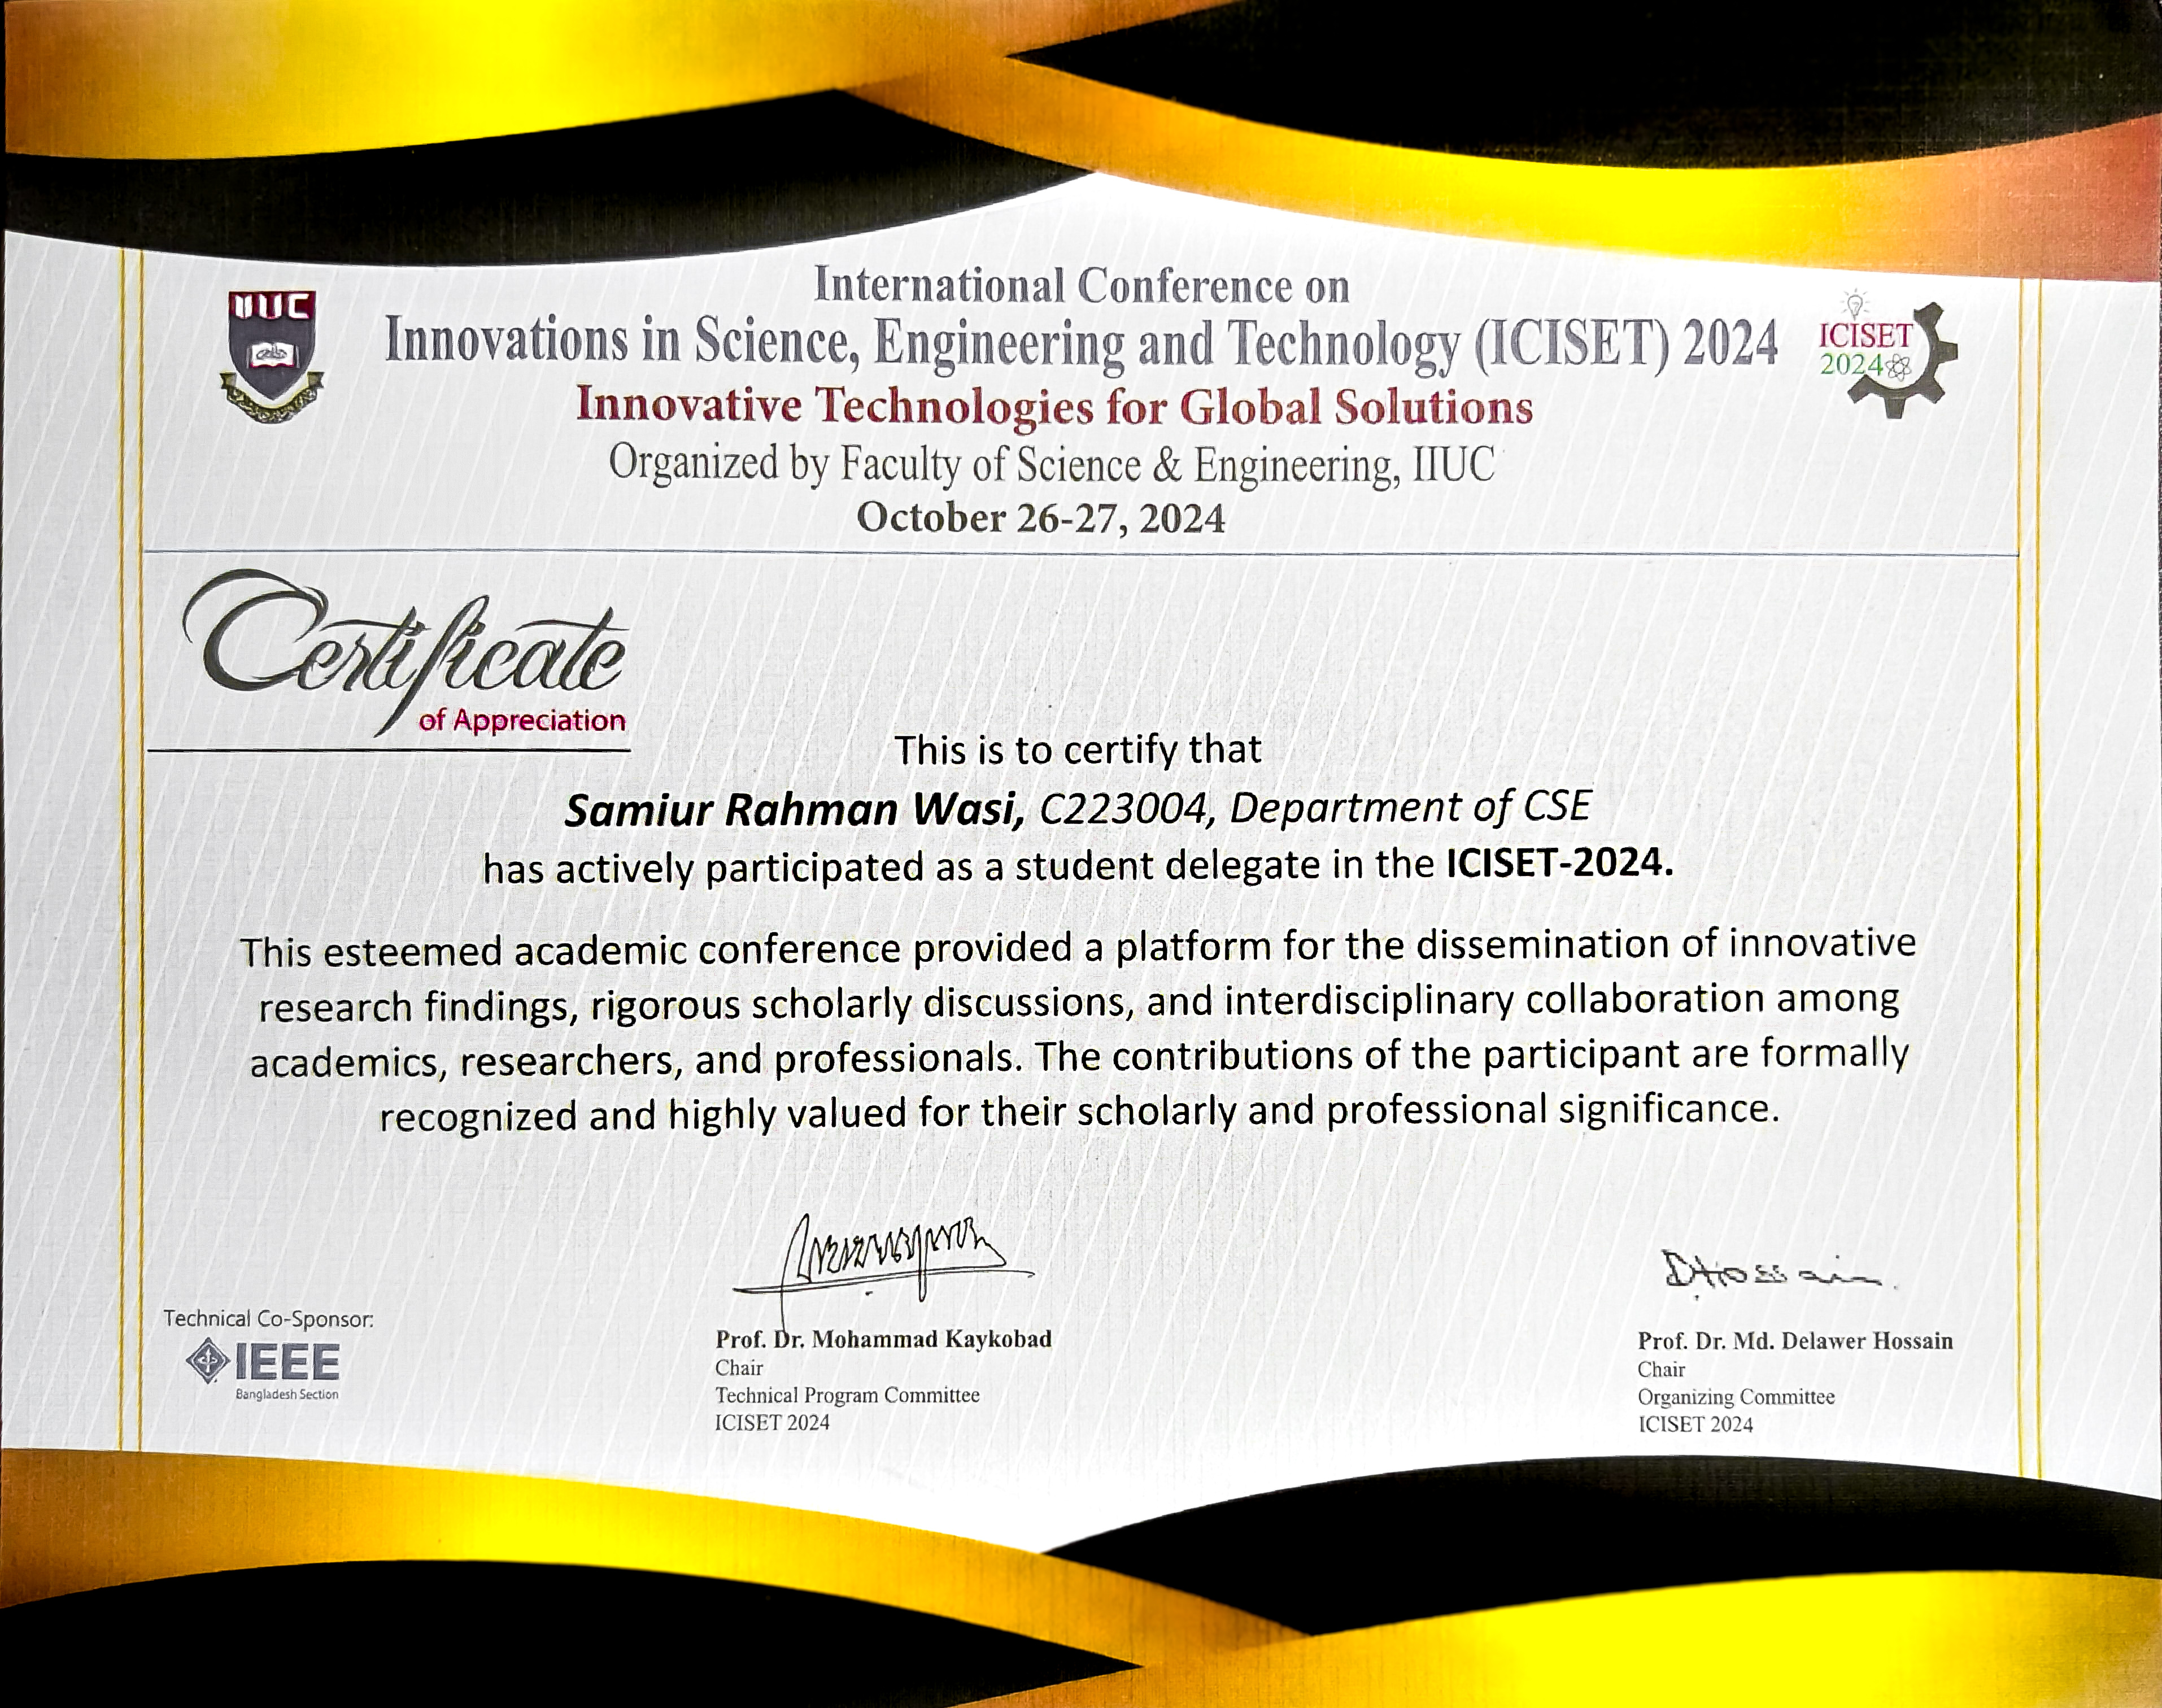 IIUC
International Conference on
Innovations in Science, Engineering and Technology (ICISET) 2024
Innovative Technologies for Global Solutions
Organized by Faculty of Science & Engineering, IIUC
October 26-27, 2024
ICISET
2024
Certificate
of Appreciation
This is to certify that
Samiur Rahman Wasi, C223004, Department of CSE
has actively participated as a student delegate in the ICISET-2024.
This esteemed academic conference provided a platform for the dissemination of innovative
research findings, rigorous scholarly discussions, and interdisciplinary collaboration among
academics, researchers, and professionals. The contributions of the participant are formally
recognized and highly valued for their scholarly and professional significance.
Technical Co-Sponsor:
IEEE
Bangladesh Section
Prof. Dr. Mohammad Kaykobad
Chair
Technical Program Committee
ICISET 2024
DHossain
Prof. Dr. Md. Delawer Hossain
Chair
Organizing Committee
ICISET 2024